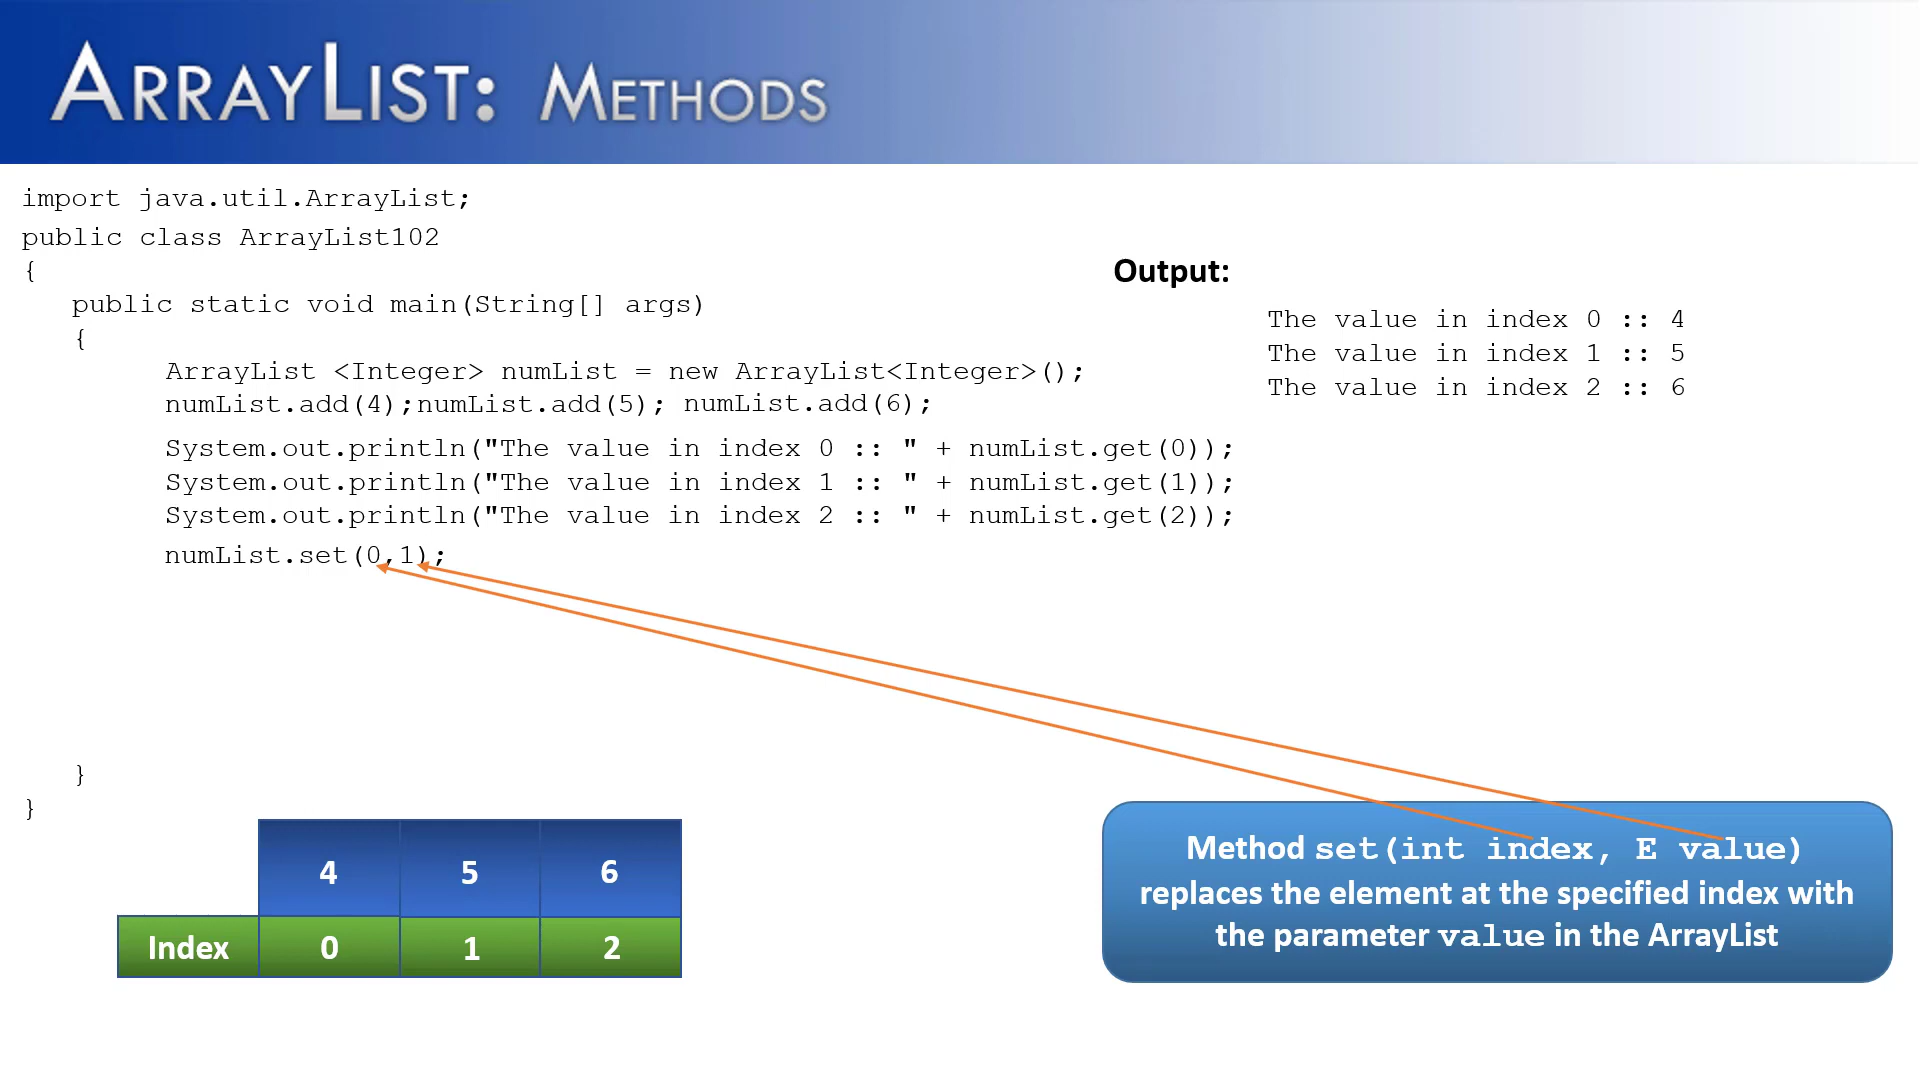 ArrayList: Methods
import java.util.ArrayList;
public class ArrayList102
{
public static void main(String[] args)
{
ArrayList <Integer> numList = new ArrayList<Integer>();
numList.add(4);numList.add(5); numList.add(6);
System.out.println("The value in index 0 :: " + numList.get(0));
System.out.println("The value in index 1 :: " + numList.get(1));
System.out.println("The value in index 2 :: " + numList.get(2));
numList.set(0,1);
}
}
Output:
The value in index 0 :: 4
The value in index 1 :: 5
The value in index 2 :: 6
4 5 6
Index 0 1 2
Method set(int index, E value)
replaces the element at the specified index with
the parameter value in the ArrayList